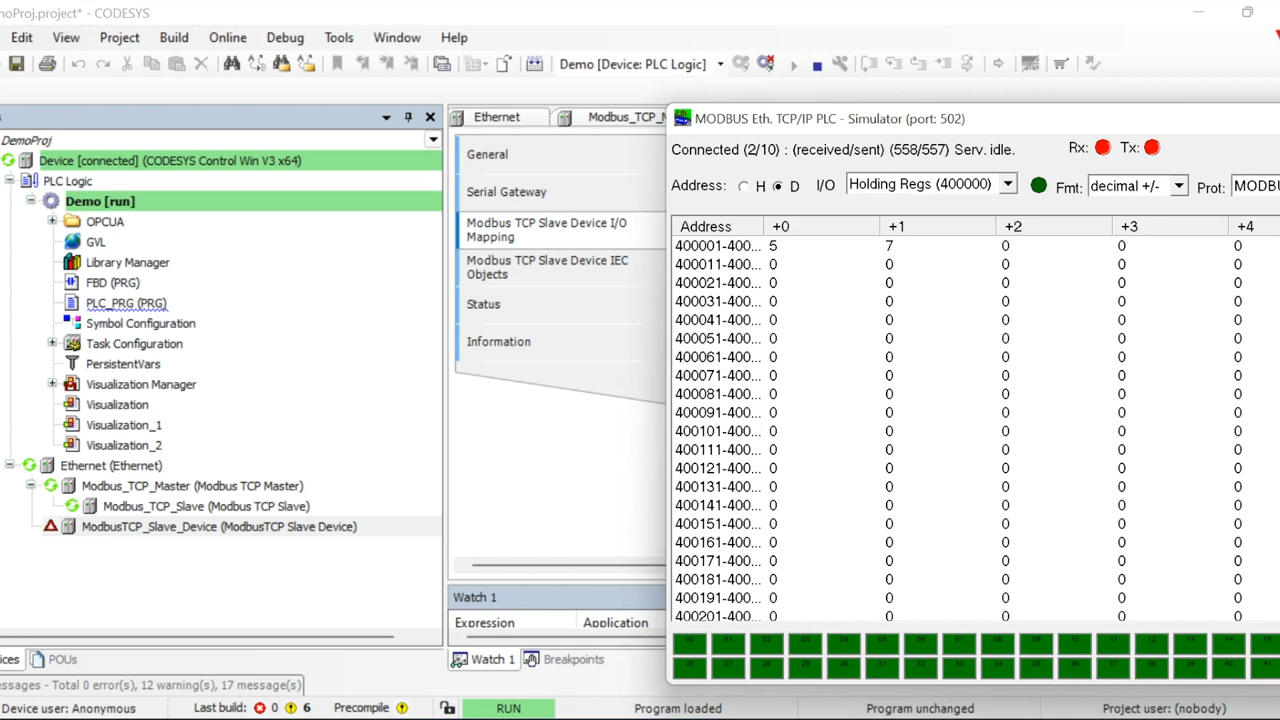 noProj.project* - CODESYS
Edit View Project Build Online Debug Tools Window Help
Demo [Device: PLC Logic]
DemoProj
Device [connected] (CODESYS Control Win V3 x64)
PLC Logic
Demo [run]
OPCUA
GVL
Library Manager
FBD (PRG)
PLC_PRG (PRG)
Symbol Configuration
Task Configuration
PersistentVars
Visualization Manager
Visualization
Visualization_1
Visualization_2
Ethernet (Ethernet)
Modbus_TCP_Master (Modbus TCP Master)
Modbus_TCP_Slave (Modbus TCP Slave)
ModbusTCP_Slave_Device (ModbusTCP Slave Device)
ices POUs
essages - Total 0 error(s), 12 warning(s), 17 message(s)
Ethernet Modbus_TCP_M
General
Serial Gateway
Modbus TCP Slave Device I/O
Mapping
Modbus TCP Slave Device IEC
Objects
Status
Information
Watch 1
Expression Application
Watch 1 Breakpoints
MODBUS Eth. TCP/IP PLC - Simulator (port: 502)
Connected (2/10) : (received/sent) (558/557) Serv. idle. Rx: Tx:
Address: H D I/O Holding Regs (400000) Fmt: decimal +/- Prot: MODBU
Address +0 +1 +2 +3 +4
400001-400... 5 7 0 0 0
400011-400... 0 0 0 0 0
400021-400... 0 0 0 0 0
400031-400... 0 0 0 0 0
400041-400... 0 0 0 0 0
400051-400... 0 0 0 0 0
400061-400... 0 0 0 0 0
400071-400... 0 0 0 0 0
400081-400... 0 0 0 0 0
400091-400... 0 0 0 0 0
400101-400... 0 0 0 0 0
400111-400... 0 0 0 0 0
400121-400... 0 0 0 0 0
400131-400... 0 0 0 0 0
400141-400... 0 0 0 0 0
400151-400... 0 0 0 0 0
400161-400... 0 0 0 0 0
400171-400... 0 0 0 0 0
400181-400... 0 0 0 0 0
400191-400... 0 0 0 0 0
400201-400... 0 0 0 0 0
Device user: Anonymous Last build: 0 6 Precompile RUN Program loaded Program unchanged Project user: (nobody)